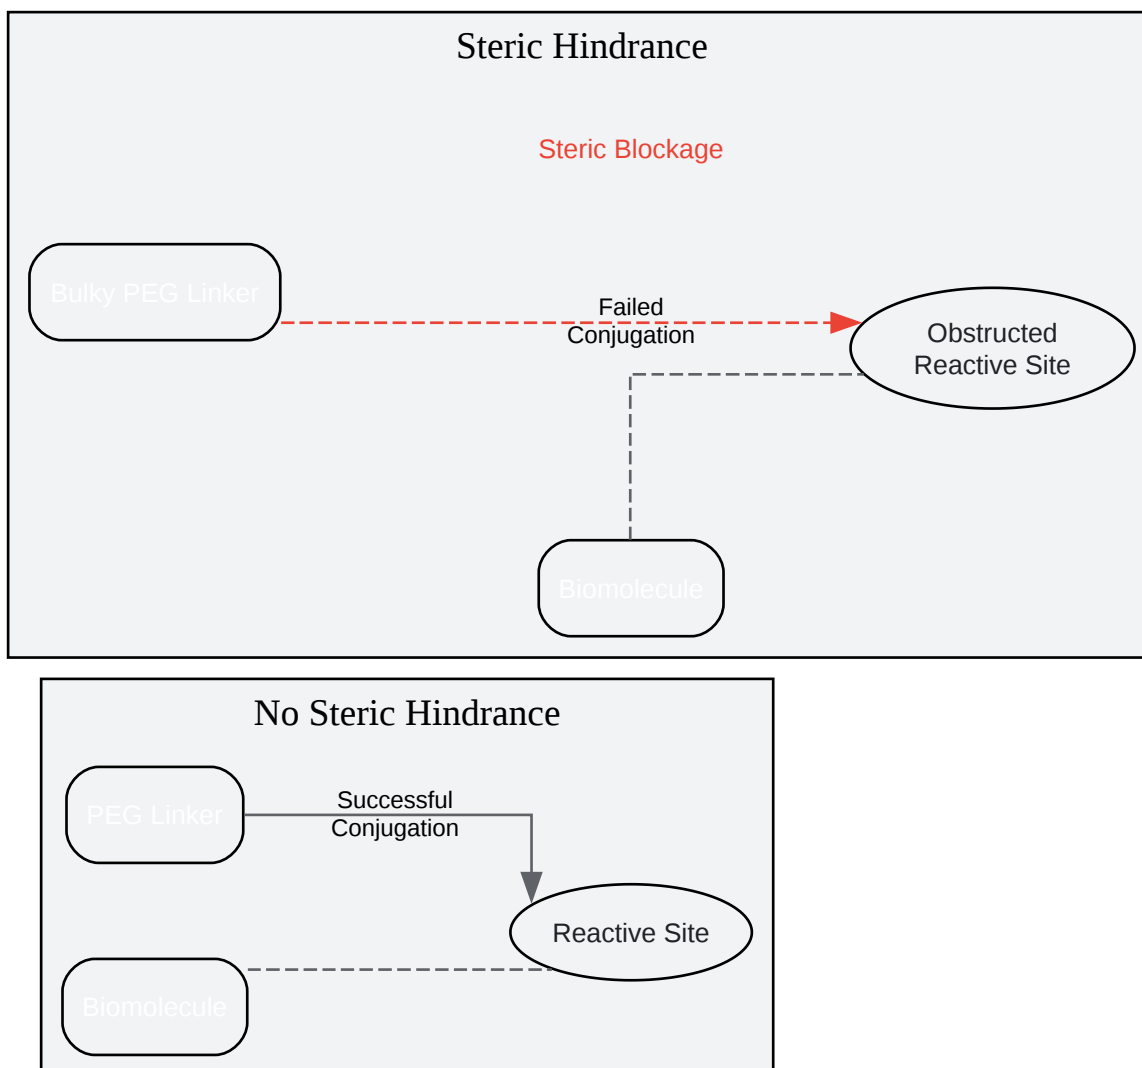 Steric Hindrance
Steric Blockage
Bulky PEG Linker
Failed
Conjugation
Obstructed
Reactive Site
Biomolecule
No Steric Hindrance
PEG Linker
Successful
Conjugation
Reactive Site
Biomolecule